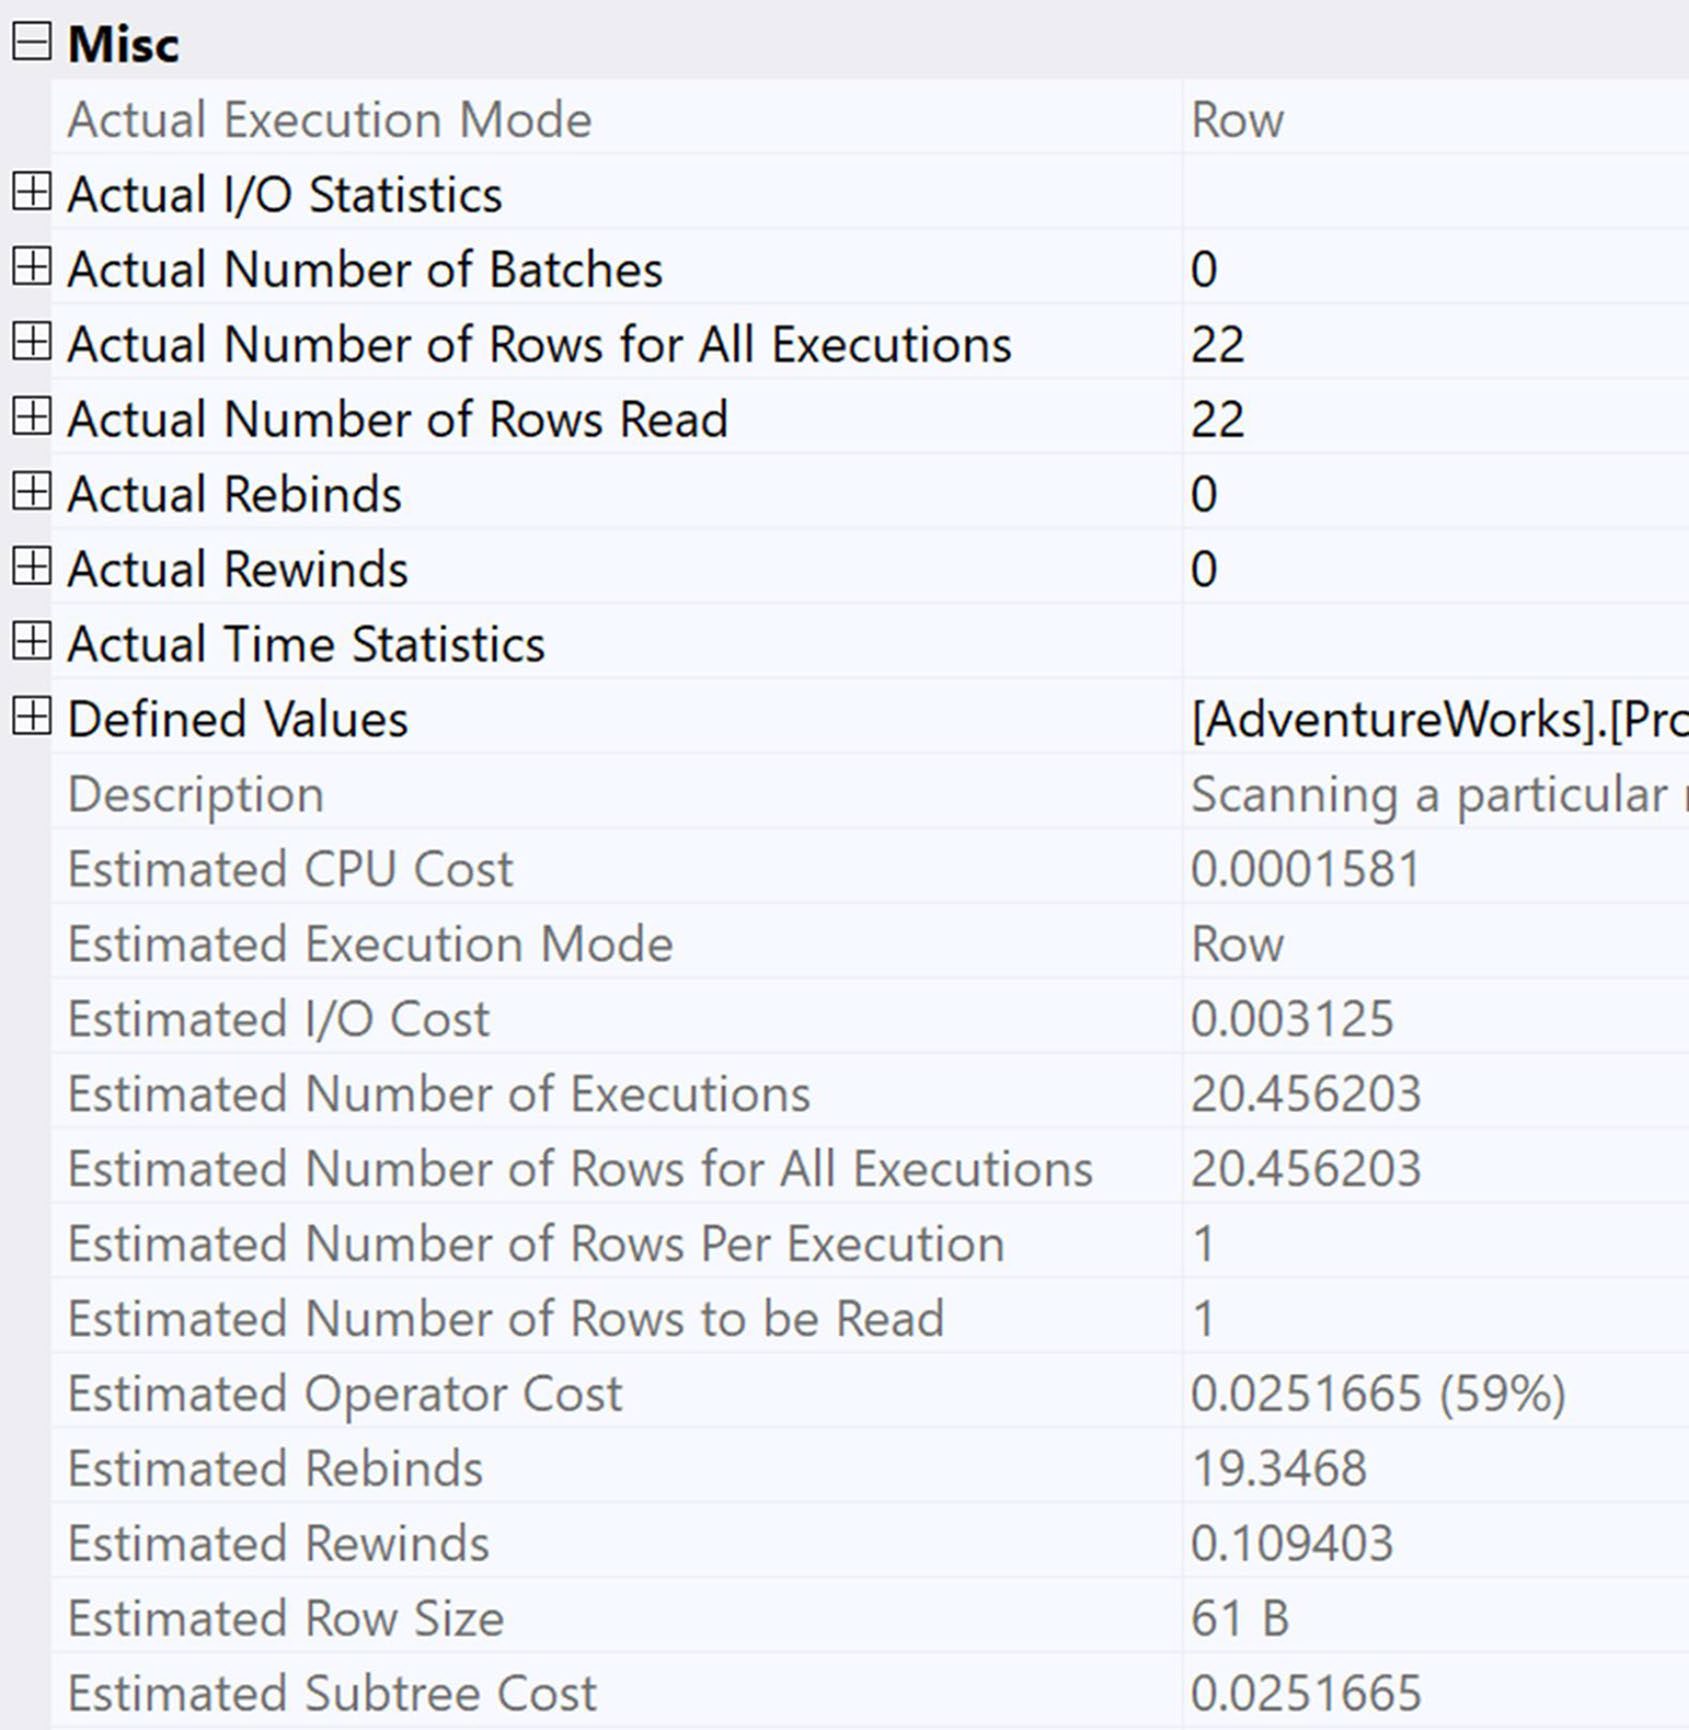 Misc
Actual Execution Mode Row
Actual I/O Statistics
Actual Number of Batches 0
Actual Number of Rows for All Executions 22
Actual Number of Rows Read 22
Actual Rebinds 0
Actual Rewinds 0
Actual Time Statistics
Defined Values [AdventureWorks].[Pro
Description Scanning a particular
Estimated CPU Cost 0.0001581
Estimated Execution Mode Row
Estimated I/O Cost 0.003125
Estimated Number of Executions 20.456203
Estimated Number of Rows for All Executions 20.456203
Estimated Number of Rows Per Execution 1
Estimated Number of Rows to be Read 1
Estimated Operator Cost 0.0251665 (59%)
Estimated Rebinds 19.3468
Estimated Rewinds 0.109403
Estimated Row Size 61 B
Estimated Subtree Cost 0.0251665